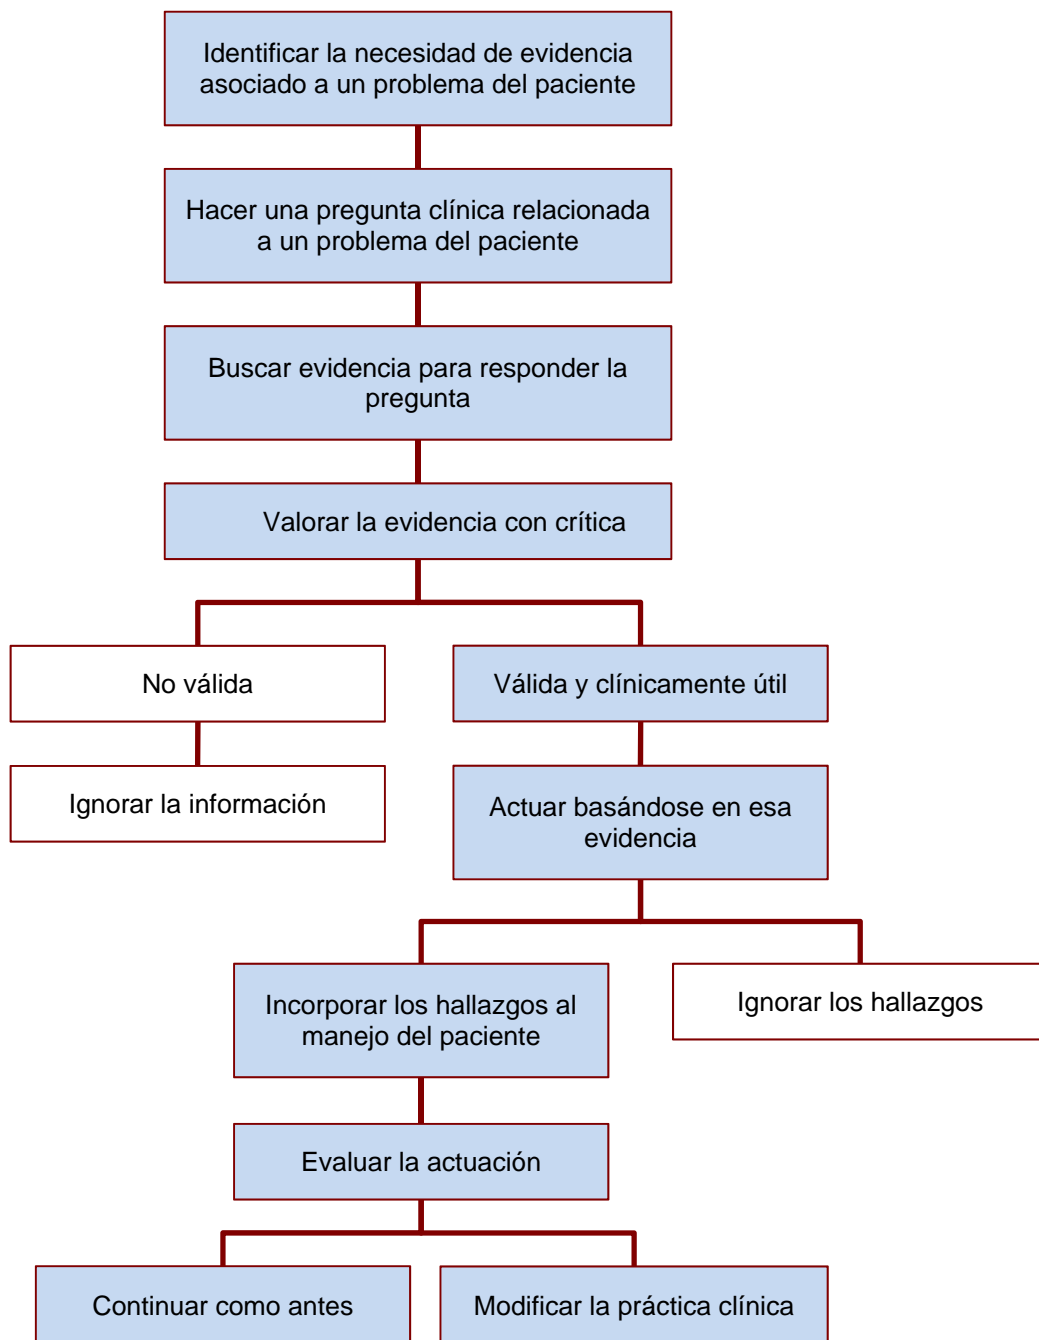 Identificar la necesidad de evidencia
asociado a un problema del paciente
Hacer una pregunta clínica relacionada
a un problema del paciente
Buscar evidencia para responder la
pregunta
Valorar la evidencia con crítica
No válida
Válida y clínicamente útil
Ignorar la información
Actuar basándose en esa
evidencia
Incorporar los hallazgos al
manejo del paciente
Ignorar los hallazgos
Evaluar la actuación
Continuar como antes
Modificar la práctica clínica